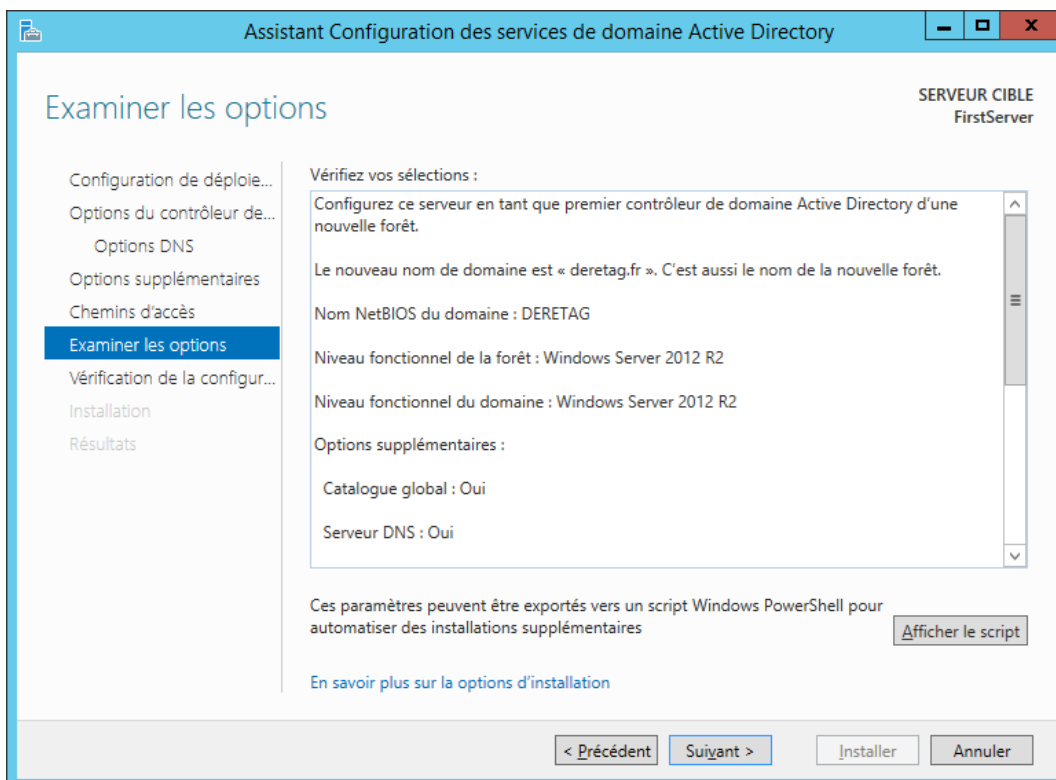 Assistant Configuration des services de domaine Active Directory
Examiner les options
SERVEUR CIBLE
FirstServer
Configuration de déploie...
Options du contrôleur de...
Options DNS
Options supplémentaires
Chemins d'accès
Examiner les options
Vérification de la configur...
Installation
Résultats
Vérifiez vos sélections :
Configurez ce serveur en tant que premier contrôleur de domaine Active Directory d'une
nouvelle forêt.
Le nouveau nom de domaine est « deretag.fr ». C'est aussi le nom de la nouvelle forêt.
Nom NetBIOS du domaine : DERETAG
Niveau fonctionnel de la forêt : Windows Server 2012 R2
Niveau fonctionnel du domaine : Windows Server 2012 R2
Options supplémentaires :
Catalogue global : Oui
Serveur DNS : Oui
Ces paramètres peuvent être exportés vers un script Windows PowerShell pour
automatiser des installations supplémentaires
Afficher le script
En savoir plus sur la options d'installation
< Précédent
Suivant >
Installer
Annuler